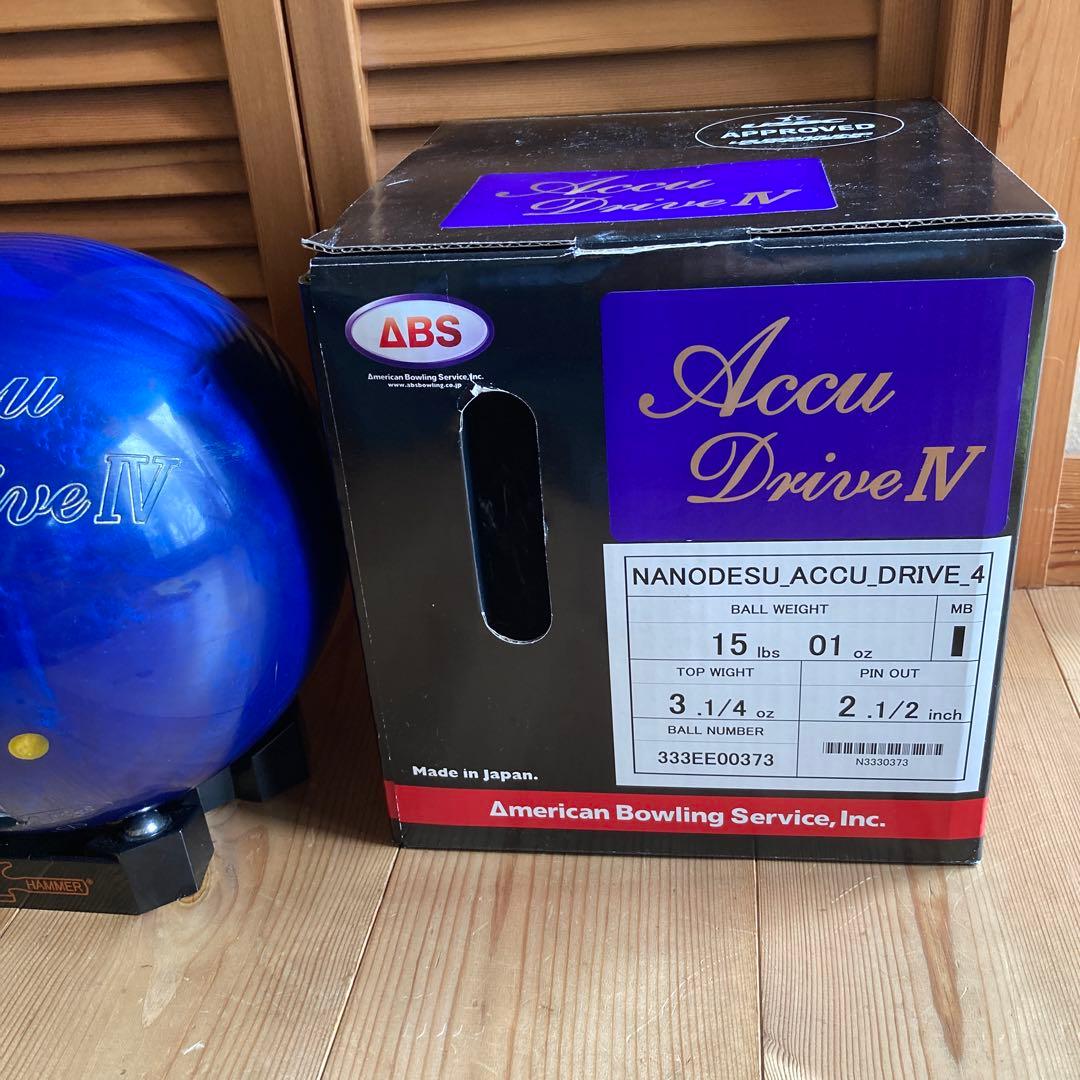 APPROVED
Accu
Drive IV
ABS
American Bowling Service, Inc.
www.absbowling.co.jp
Accu
Drive IV
NANODESU_ACCU_DRIVE_4
BALL WEIGHT
MB
15 lbs 01 oz
TOP WIGHT
PIN OUT
3 .1/4 oz
2 .1/2 inch
BALL NUMBER
333EE00373
N3330373
Made in Japan.
American Bowling Service, Inc.
ive IV
HAMMER®